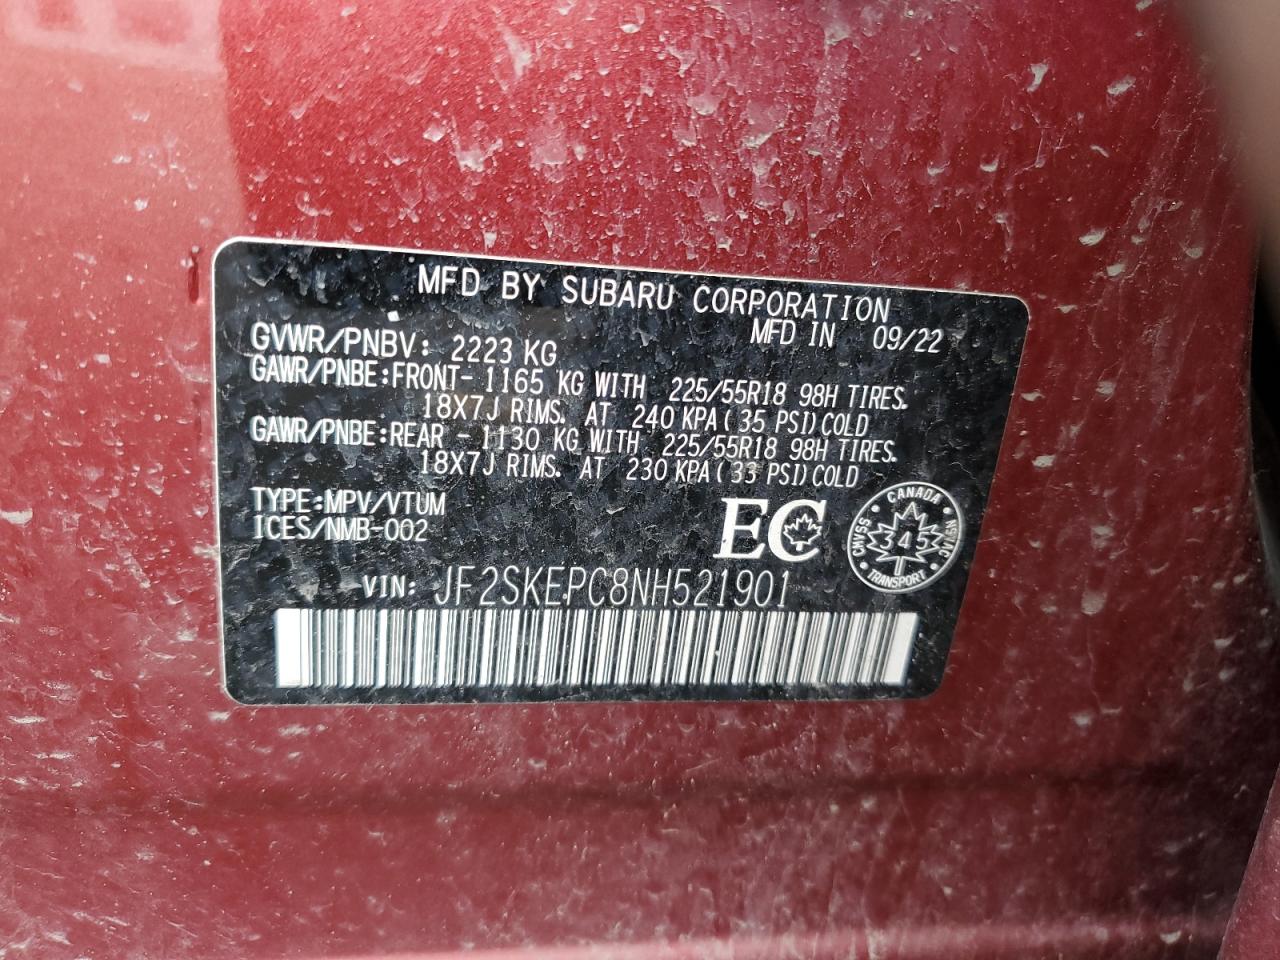 MFD BY SUBARU CORPORATION
MFD IN 09/22
GVWR/PNBV: 2223 KG
GAWR/PNBE:FRONT- 1165 KG WITH 225/55R18 98H TIRES.
18X7J RIMS. AT 240 KPA(35 PSI)COLD
GAWR/PNBE:REAR - 1130 KG WITH 225/55R18 98H TIRES.
18X7J RIMS. AT 230 KPA(33 PSI)COLD
TYPE:MPV/VTUM
ICES/NMB-002
EC
CANADA
CMVSS
NSVAC
345
TRANSPORT
VIN: JF2SKEPC8NH521901